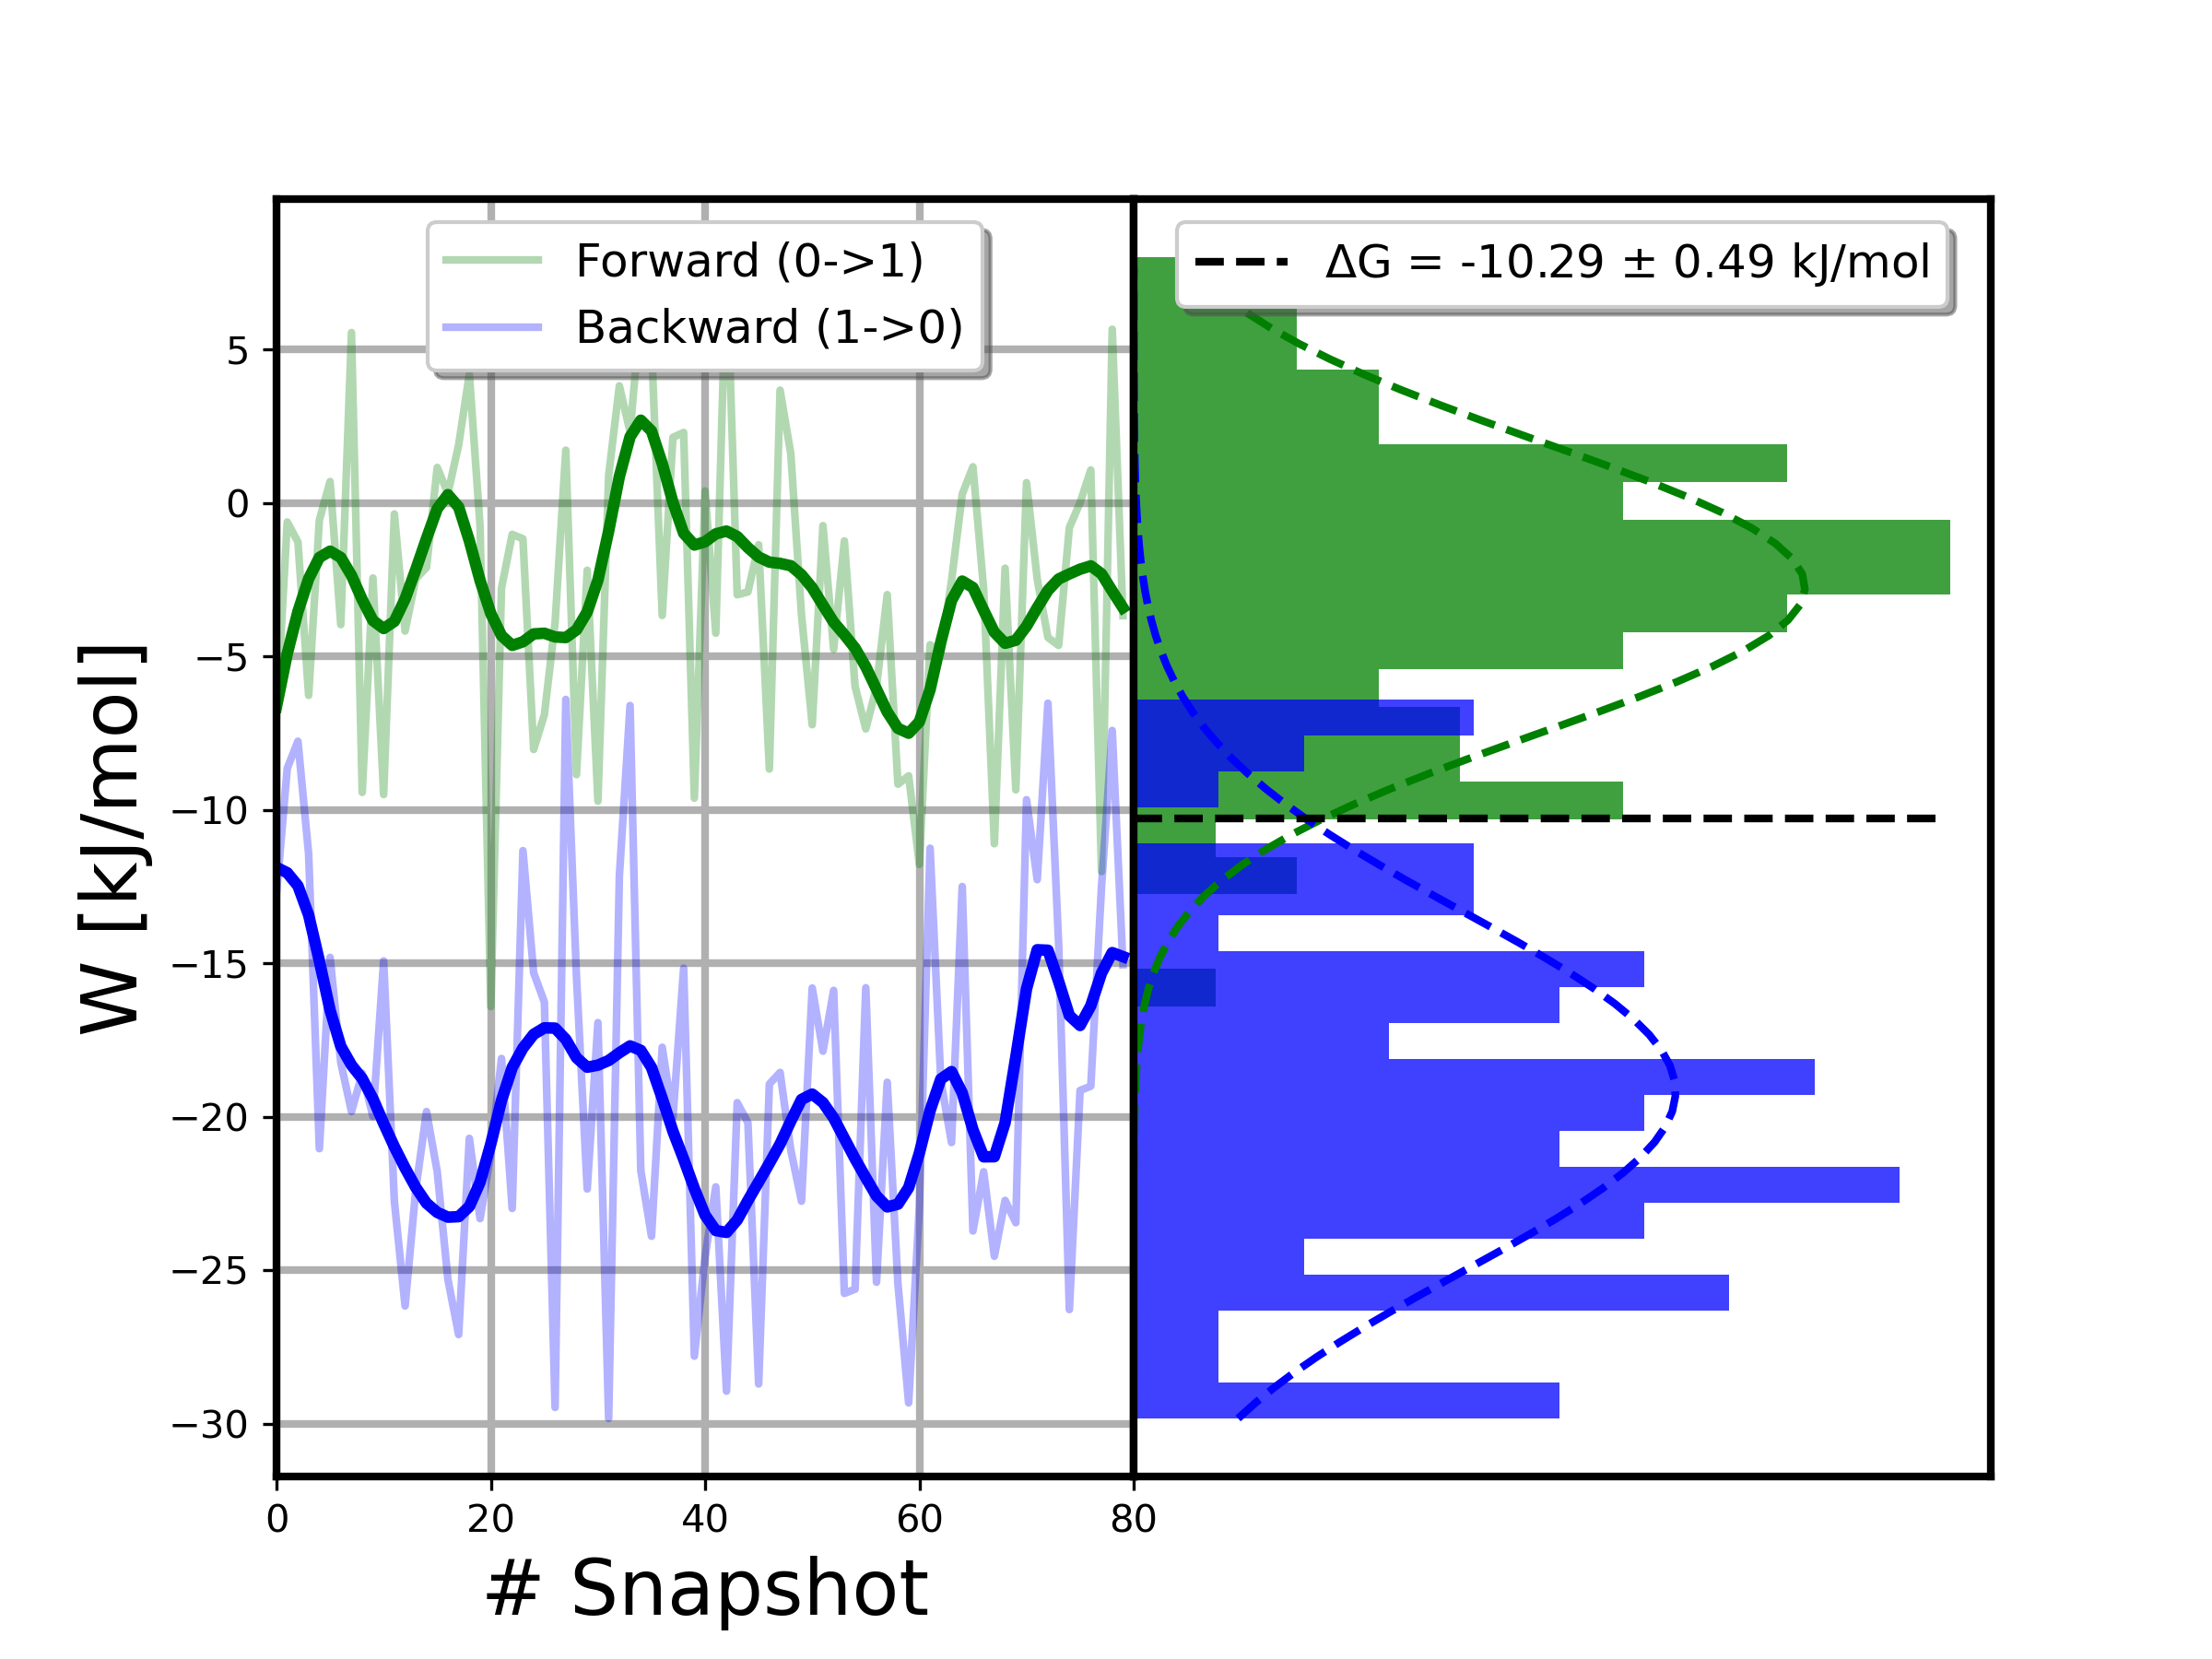 Forward (0->1)
Backward (1->0)
ΔG = -10.29 ± 0.49 kJ/mol
W [kJ/mol]
5
0
−5
−10
−15
−20
−25
−30
0 20 40 60 80
# Snapshot